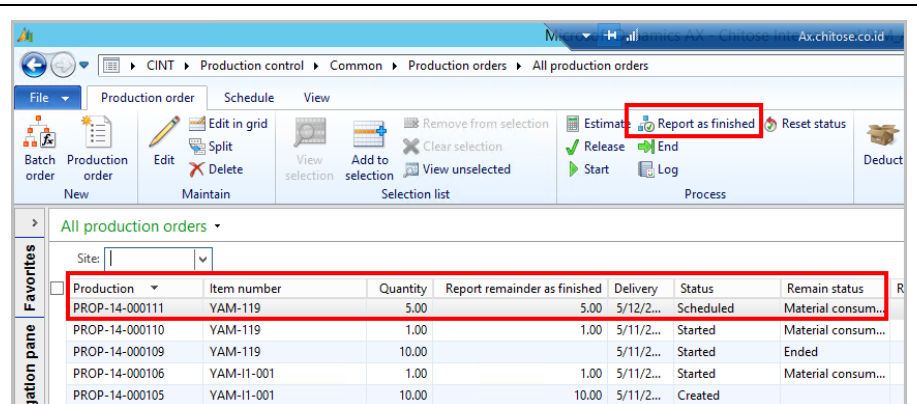 Ax.chitose.co.id
CINT ▸ Production control ▸ Common ▸ Production orders ▸ All production orders
File Production order Schedule View
Batch order
Production order
New
Edit
Edit in grid
Split
Delete
Maintain
View selection
Add to selection
Remove from selection
Clear selection
View unselected
Selection list
Estimate
Release
Start
Report as finished
End
Log
Reset status
Process
Deduct
All production orders
Site:
Favorites
Production Item number Quantity Report remainder as finished Delivery Status Remain status R
PROP-14-000111 YAM-119 5.00 5.00 5/12/2... Scheduled Material consum...
PROP-14-000110 YAM-119 1.00 1.00 5/11/2... Started Material consum...
PROP-14-000109 YAM-119 10.00 5/11/2... Started Ended
PROP-14-000106 YAM-I1-001 1.00 1.00 5/11/2... Started Material consum...
PROP-14-000105 YAM-I1-001 10.00 10.00 5/11/2... Created
gation pane